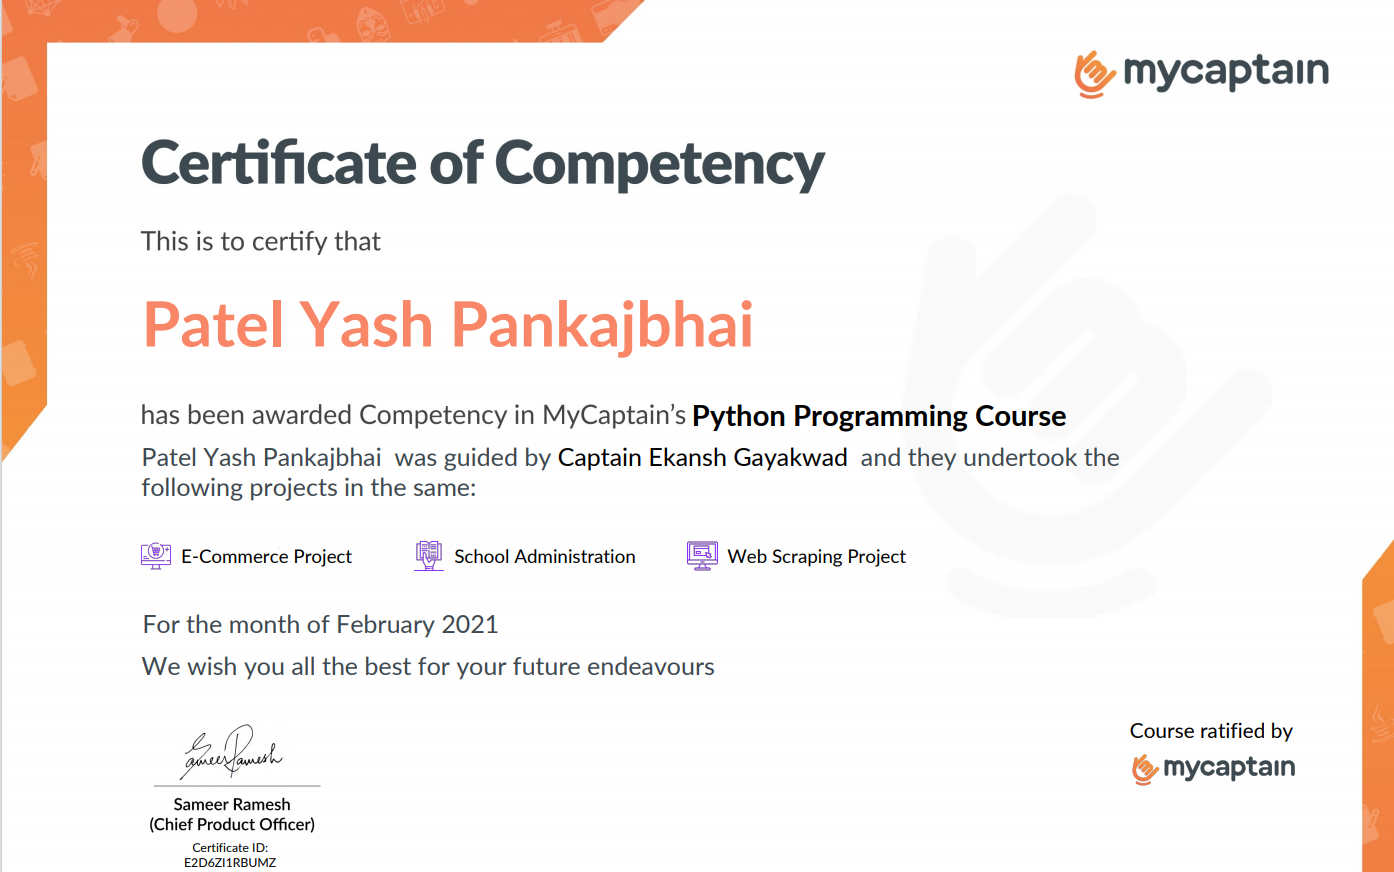 mycaptain
Certificate of Competency
This is to certify that
Patel Yash Pankajbhai
has been awarded Competency in MyCaptain’s Python Programming Course
Patel Yash Pankajbhai was guided by Captain Ekansh Gayakwad and they undertook the
following projects in the same:
E-Commerce Project School Administration Web Scraping Project
For the month of February 2021
We wish you all the best for your future endeavours
Sameer Ramesh
Course ratified by
mycaptain
Sameer Ramesh
(Chief Product Officer)
Certificate ID:
E2D6ZI1RBUMZ